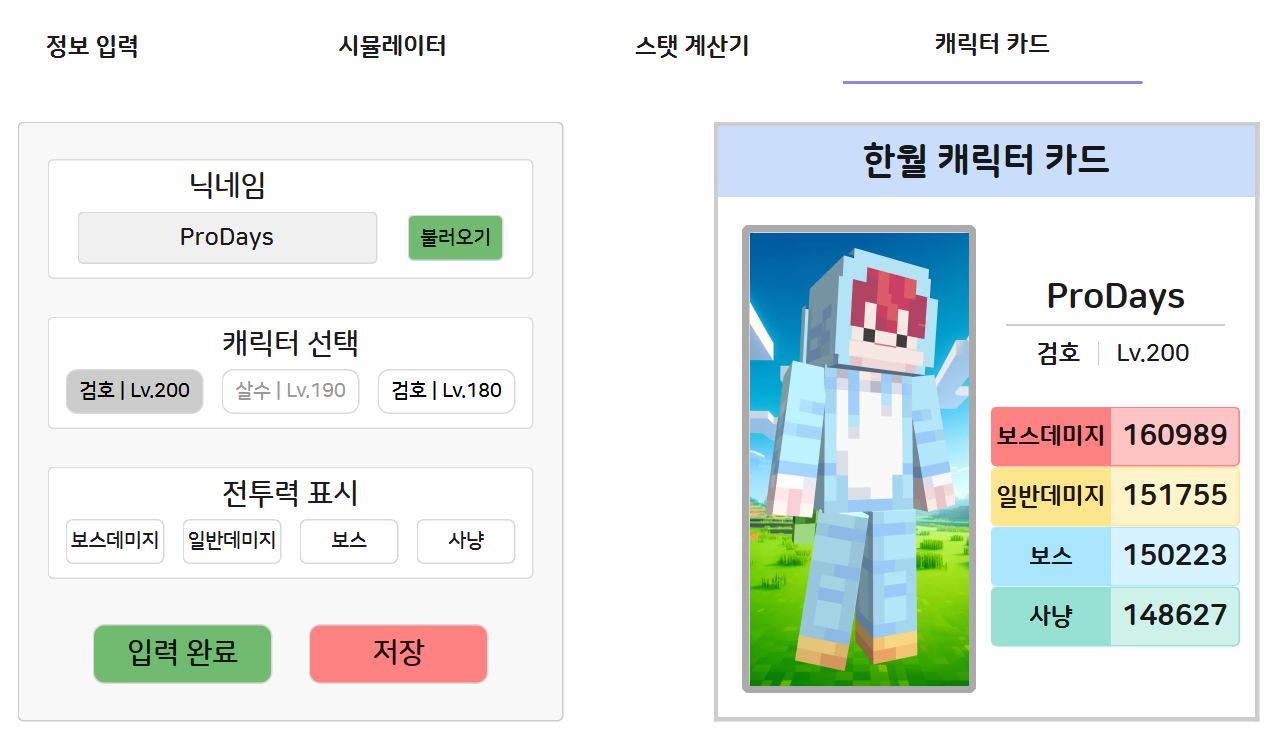 정보 입력
시뮬레이터
스탯 계산기
캐릭터 카드
닉네임
ProDays
불러오기
캐릭터 선택
검호 | Lv.200
살수 | Lv.190
검호 | Lv.180
전투력 표시
보스데미지
일반데미지
보스
사냥
입력 완료
저장
한월 캐릭터 카드
ProDays
검호 | Lv.200
보스데미지 160989
일반데미지 151755
보스 150223
사냥 148627